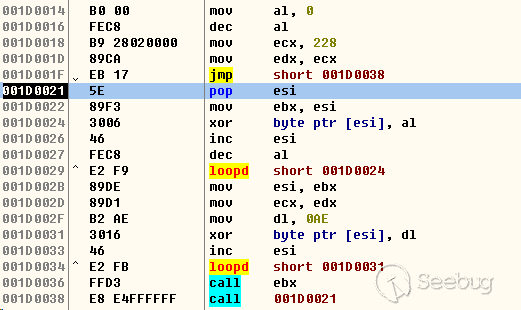 001D0014 B0 00 mov al, 0
001D0016 FEC8 dec al
001D0018 B9 28020000 mov ecx, 228
001D001D 89CA mov edx, ecx
001D001F EB 17 jmp short 001D0038
001D0021 5E pop esi
001D0022 89F3 mov ebx, esi
001D0024 3006 xor byte ptr [esi], al
001D0026 46 inc esi
001D0027 FEC8 dec al
001D0029 ^ E2 F9 loopd short 001D0024
001D002B 89DE mov esi, ebx
001D002D 89D1 mov ecx, edx
001D002F B2 AE mov dl, 0AE
001D0031 3016 xor byte ptr [esi], dl
001D0033 46 inc esi
001D0034 ^ E2 FB loopd short 001D0031
001D0036 FFD3 call ebx
001D0038 E8 E4FFFFFF call 001D0021
Seebug